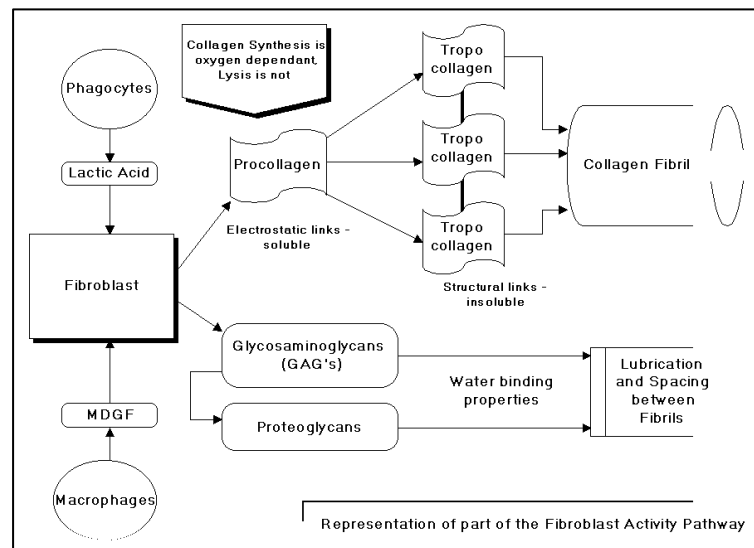 Collagen Synthesis is
oxygen dependant,
Lysis is not
Phagocytes
Lactic Acid
Fibroblast
MDGF
Macrophages
Procollagen
Electrostatic links -
soluble
Tropo
collagen
Tropo
collagen
Tropo
collagen
Structural links -
insoluble
Collagen Fibril
Glycosaminoglycans
(GAG's)
Proteoglycans
Water binding
properties
Lubrication
and Spacing
between
Fibrils
Representation of part of the Fibroblast Activity Pathway